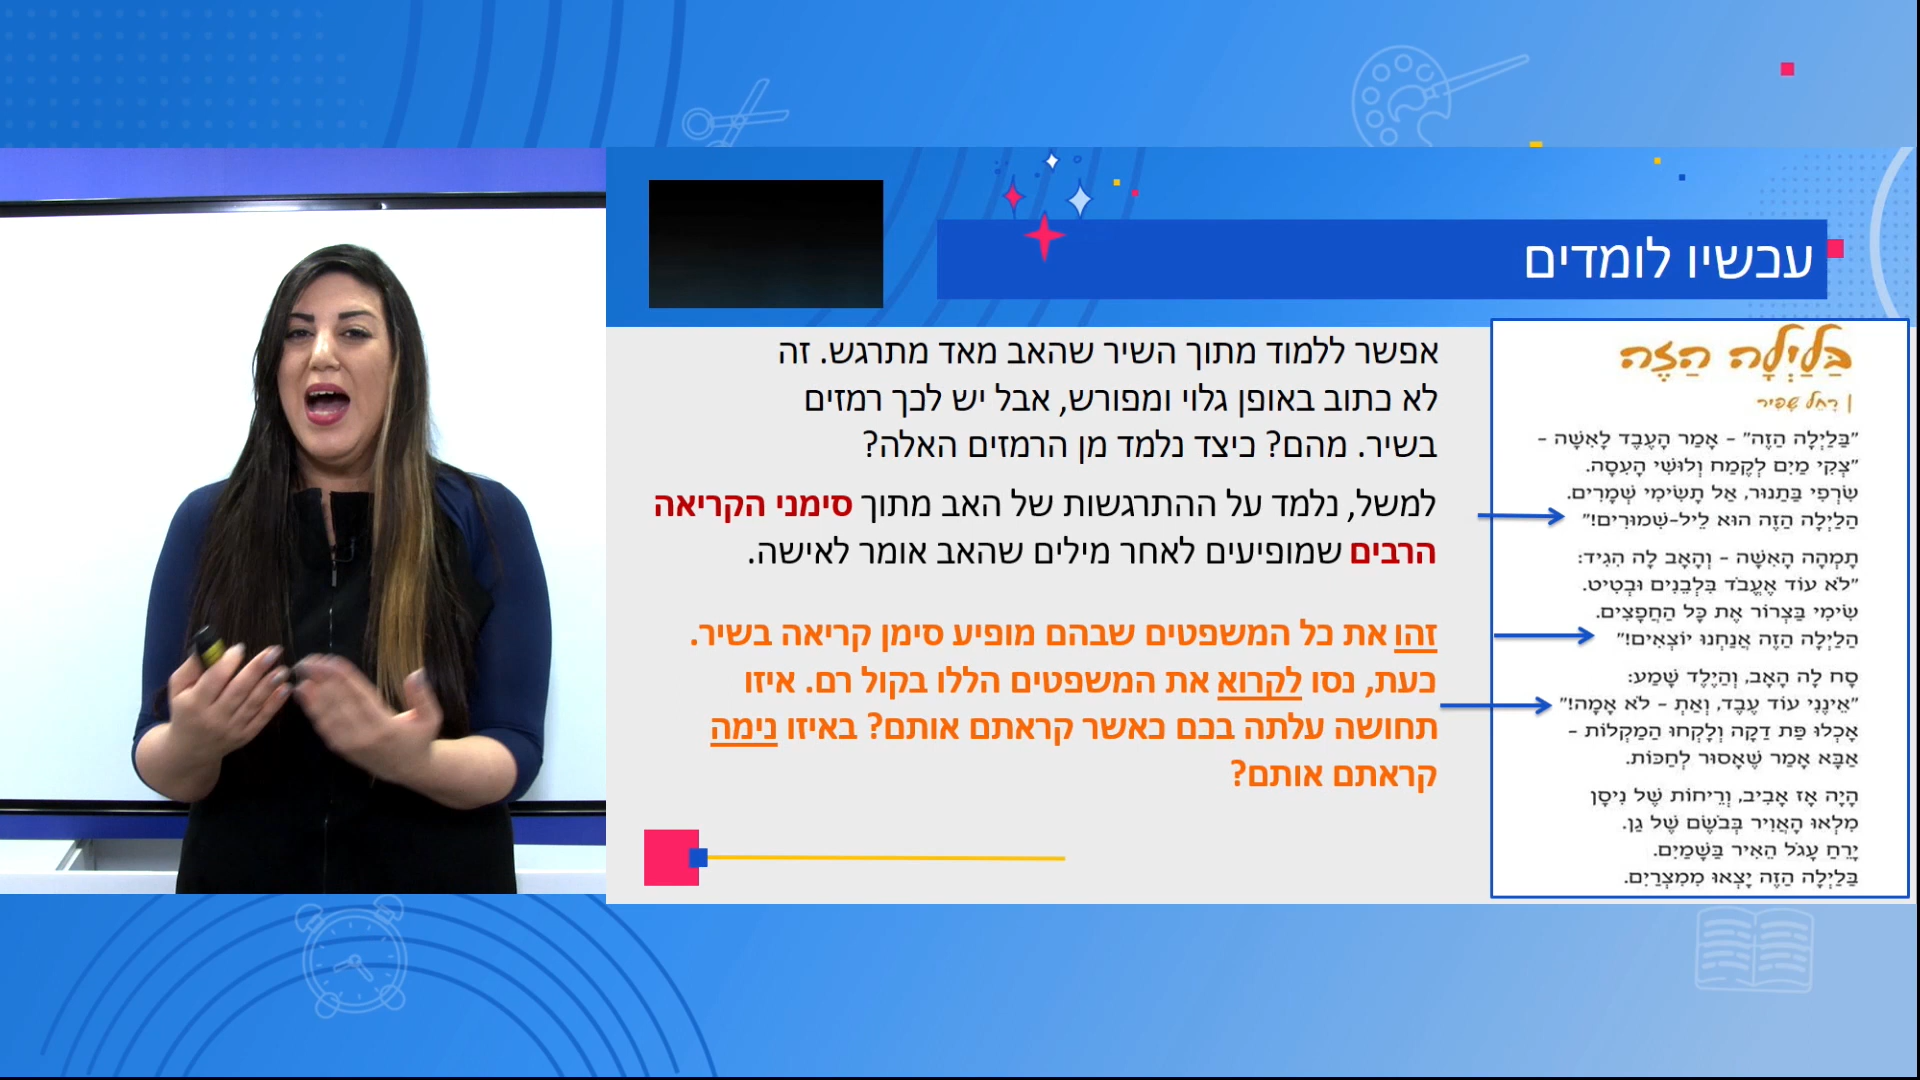 עכשיו לומדים
אפשר ללמוד מתוך השיר שהאב מאד מתרגש. זה
לא כתוב באופן גלוי ומפורש, אבל יש לכך רמזים
בשיר. מהם? כיצד נלמד מן הרמזים האלה?
למשל, נלמד על ההתרגשות של האב מתוך סימני הקריאה
הרבים שמופיעים לאחר מילים שהאב אומר לאישה.
זהו את כל המשפטים שבהם מופיע סימן קריאה בשיר.
כעת, נסו לקרוא את המשפטים הללו בקול רם. איזו
תחושה עלתה בכם כאשר קראתם אותם? באיזו נימה
קראתם אותם?
בַּלַּיְלָה הַזֶּה
| רָחֵל שָׁפִיר
"בַּלַּיְלָה הַזֶּה" – אָמַר הָעֶבֶד לָאִשָּׁה –
"צְקִי מַיִם לְקֶמַח וְלוּשִׁי הָעִסָּה.
שִׂרְפִי בַּתַּנּוּר, אַל תָּשִׂימִי שְׁמָרִים.
הַלַּיְלָה הַזֶּה הוּא לֵיל-שִׁמּוּרִים!"
תָּמְהָה הָאִשָּׁה – וְהָאָב לָהּ הִגִּיד:
"לֹא עוֹד אֶעֱבֹד בִּלְבֵנִים וּבְטִיט.
שִׂימִי בַּצְּרוֹר אֶת כָּל הַחֲפָצִים.
הַלַּיְלָה הַזֶּה אֲנַחְנוּ יוֹצְאִים!"
סָח לָהּ הָאָב, וְהַיֶּלֶד שָׁמַע:
"אֵינֶנִּי עוֹד עֶבֶד, וְאַתְּ – לֹא אָמָה!"
אָכְלוּ פַּת דַּקָּה וְלָקְחוּ הַמַּקְלוֹת –
אַבָּא אָמַר שֶׁאָסוּר לְחַכּוֹת.
הָיָה אָז אָבִיב, וְרֵיחוֹת שֶׁל נִיסָן
מִלְּאוּ הָאֲוִיר בְּבֹשֶׂם שֶׁל גַּן.
יָרֵחַ עָגֹל הֵאִיר בַּשָּׁמַיִם.
בַּלַּיְלָה הַזֶּה יָצְאוּ מִמִּצְרַיִם.